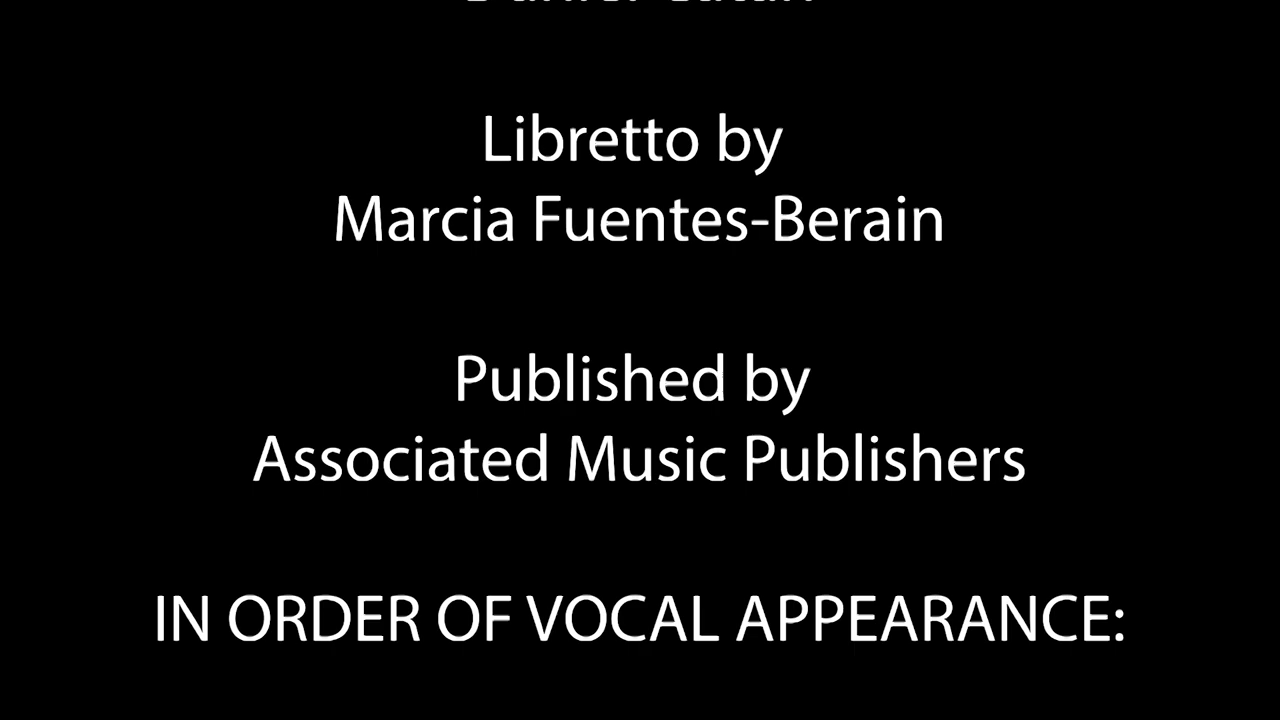 Libretto by
Marcia Fuentes-Berain
Published by
Associated Music Publishers
IN ORDER OF VOCAL APPEARANCE: